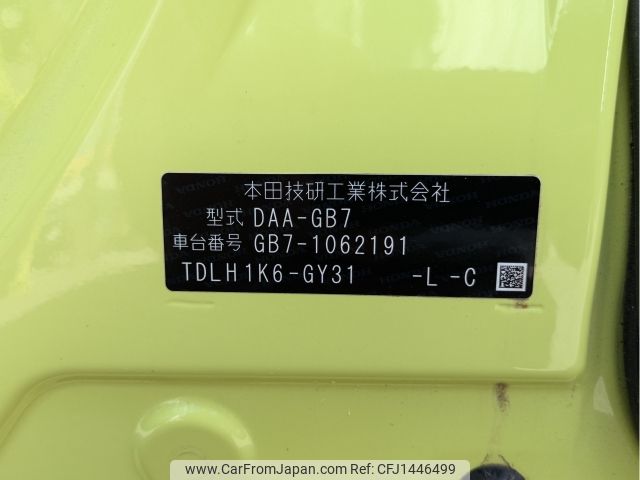 本田技研工業株式会社
型式 DAA-GB7
車台番号 GB7-1062191
TDLH1K6-GY31 -L -C
www.CarFromJapan.com - Ref No: CFJ1446499